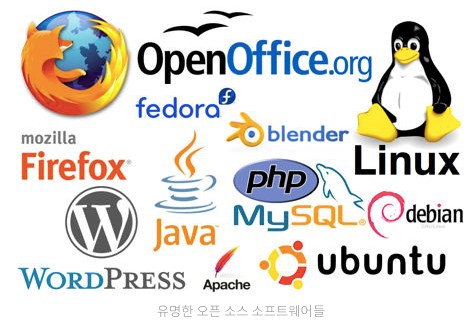 OpenOffice.org
fedora f
blender
mozilla
Firefox®
Linux
php
Java™
MySQL®
debian
WORDPRESS
W
Apache
ubuntu
유명한 오픈 소스 소프트웨어들